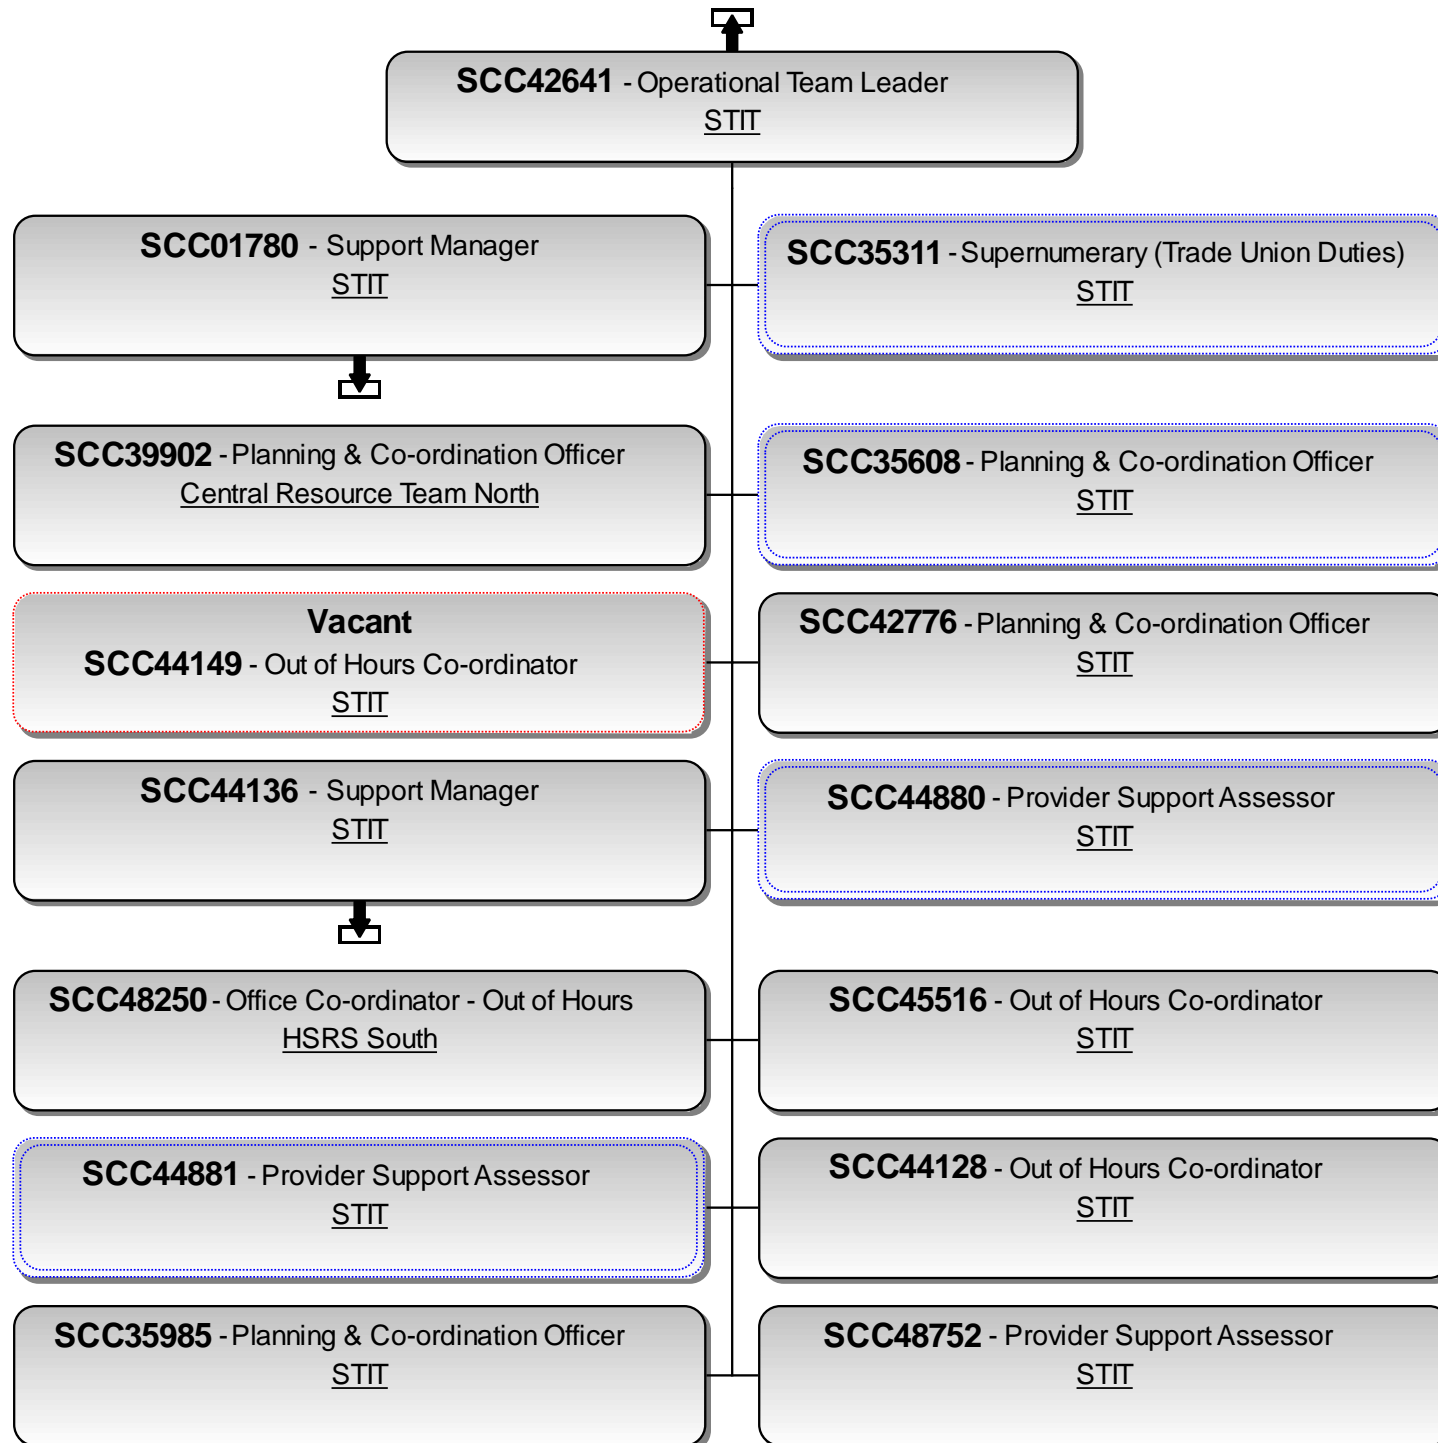 SCC42641 - Operational Team Leader
STIT
SCC01780 - Support Manager
STIT
SCC35311 - Supernumerary (Trade Union Duties)
STIT
SCC39902 - Planning & Co-ordination Officer
Central Resource Team North
SCC35608 - Planning & Co-ordination Officer
STIT
Vacant
SCC44149 - Out of Hours Co-ordinator
STIT
SCC42776 - Planning & Co-ordination Officer
STIT
SCC44136 - Support Manager
STIT
SCC44880 - Provider Support Assessor
STIT
SCC48250 - Office Co-ordinator - Out of Hours
HSRS South
SCC45516 - Out of Hours Co-ordinator
STIT
SCC44881 - Provider Support Assessor
STIT
SCC44128 - Out of Hours Co-ordinator
STIT
SCC35985 - Planning & Co-ordination Officer
STIT
SCC48752 - Provider Support Assessor
STIT